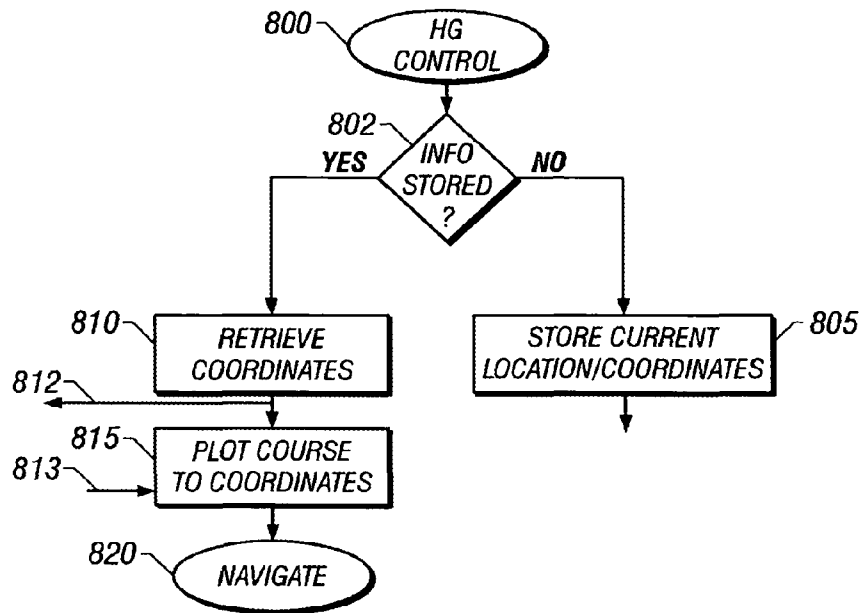 800
HG
CONTROL
802
INFO
STORED
?
YES
NO
810
RETRIEVE
COORDINATES
STORE CURRENT
LOCATION/COORDINATES
805
812
815
PLOT COURSE
TO COORDINATES
813
820
NAVIGATE